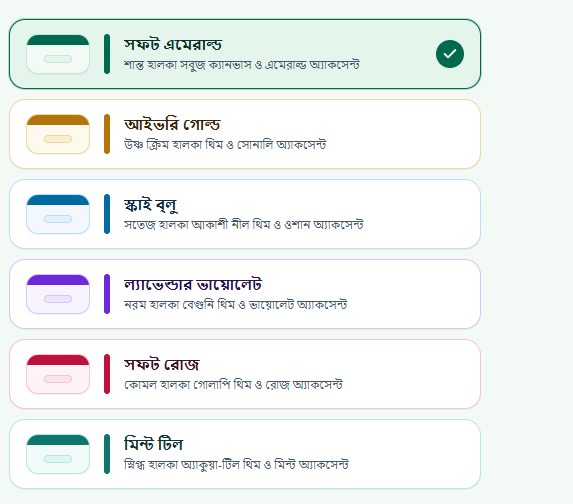 সফট এমেরাল্ড
শান্ত হালকা সবুজ ক্যানভাস ও এমেরাল্ড অ্যাকসেন্ট
আইভরি গোল্ড
উষ্ণ ক্রিম হালকা থিম ও সোনালি অ্যাকসেন্ট
স্কাই ব্লু
সতেজ হালকা আকাশী নীল থিম ও ওশান অ্যাকসেন্ট
ল্যাভেন্ডার ভায়োলেট
নরম হালকা বেগুনি থিম ও ভায়োলেট অ্যাকসেন্ট
সফট রোজ
কোমল হালকা গোলাপি থিম ও রোজ অ্যাকসেন্ট
মিন্ট টিল
স্নিগ্ধ হালকা অ্যাকুয়া-টিল থিম ও মিন্ট অ্যাকসেন্ট